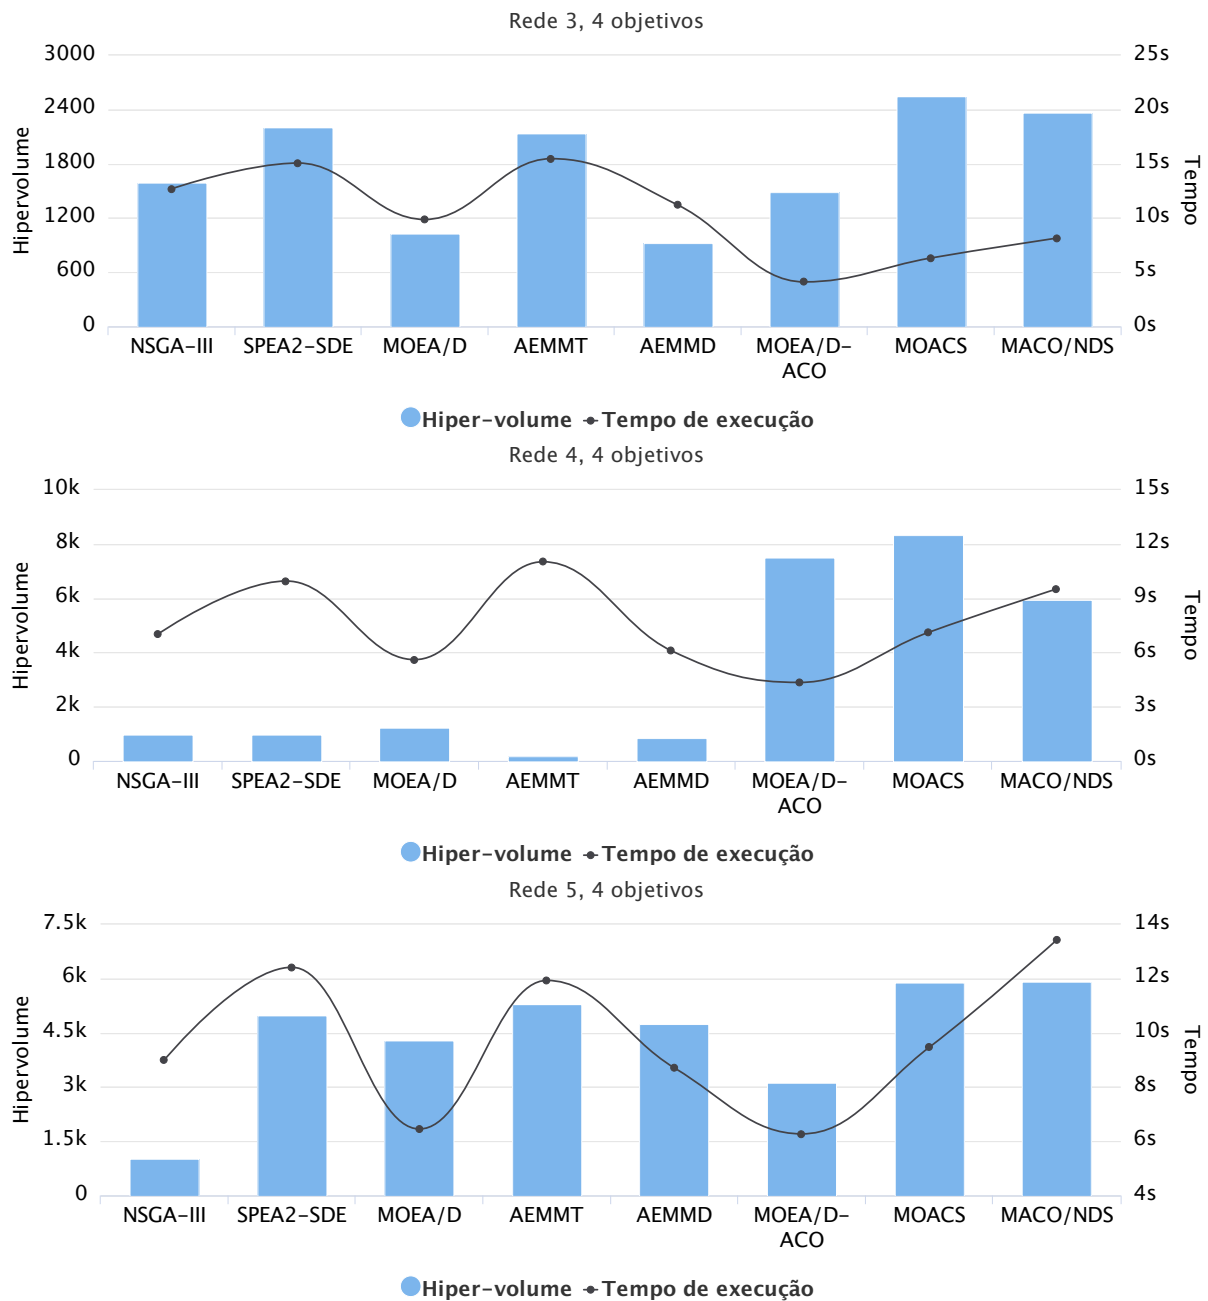 Rede 3, 4 objetivos
3000
2400
1800
1200
600
0
Hipervolume
25s
20s
15s
10s
5s
0s
Tempo
NSGA-III
SPEA2-SDE
MOEA/D
AEMMT
AEMMD
MOEA/D-
ACO
MOACS
MACO/NDS
Hiper-volume
Tempo de execução
Rede 4, 4 objetivos
10k
8k
6k
4k
2k
0
Hipervolume
15s
12s
9s
6s
3s
0s
Tempo
NSGA-III
SPEA2-SDE
MOEA/D
AEMMT
AEMMD
MOEA/D-
ACO
MOACS
MACO/NDS
Hiper-volume
Tempo de execução
Rede 5, 4 objetivos
7.5k
6k
4.5k
3k
1.5k
0
Hipervolume
14s
12s
10s
8s
6s
4s
Tempo
NSGA-III
SPEA2-SDE
MOEA/D
AEMMT
AEMMD
MOEA/D-
ACO
MOACS
MACO/NDS
Hiper-volume
Tempo de execução